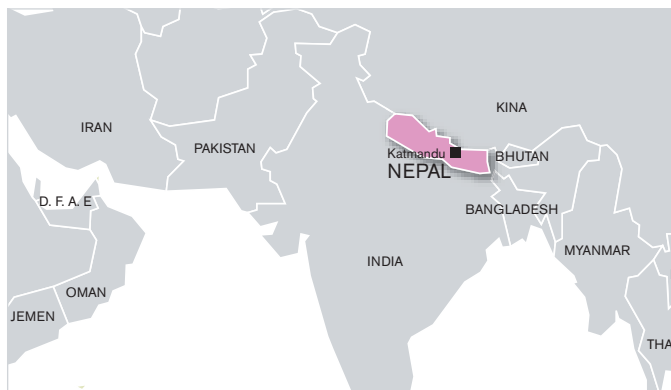 KINA
IRAN
PAKISTAN
Katmandu
BHUTAN
NEPAL
D. F. A. E
BANGLADESH
MYANMAR
INDIA
OMAN
JEMEN
THA